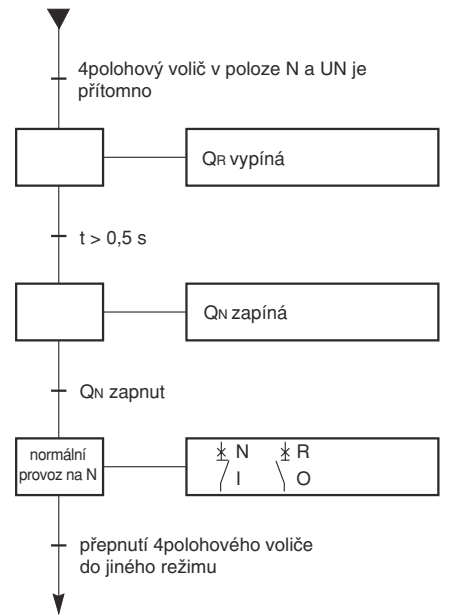 4polohový volič v poloze N a UN je
přítomno
QR vypíná
t > 0,5 s
QN zapíná
QN zapnut
normální
provoz na N
N R
I O
přepnutí 4polohového voliče
do jiného režimu